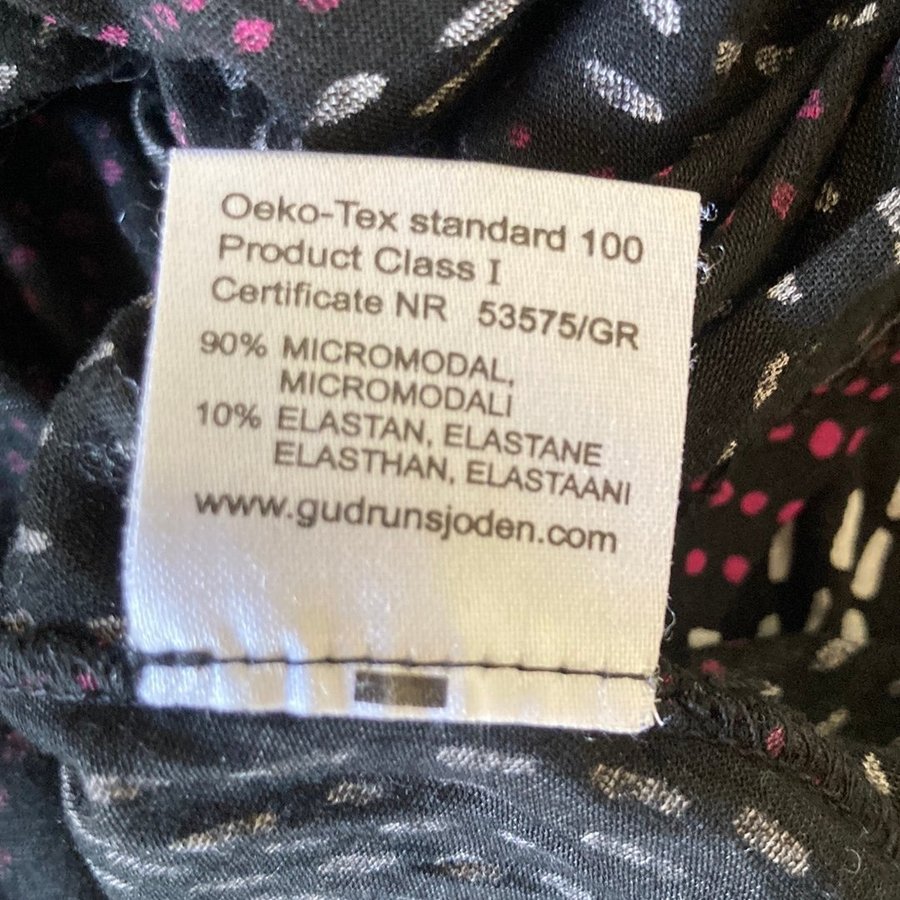 Oeko-Tex standard 100
Product Class I
Certificate NR 53575/GR
90% MICROMODAL,
MICROMODALI
10% ELASTAN, ELASTANE
ELASTHAN, ELASTAANI
www.gudrunsjoden.com